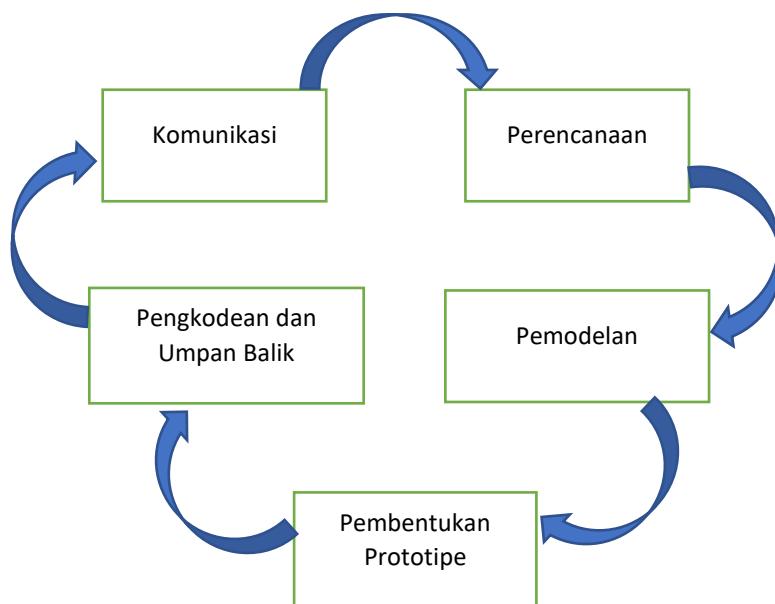 Komunikasi
Perencanaan
Pengkodean dan
Umpan Balik
Pemodelan
Pembentukan
Prototipe